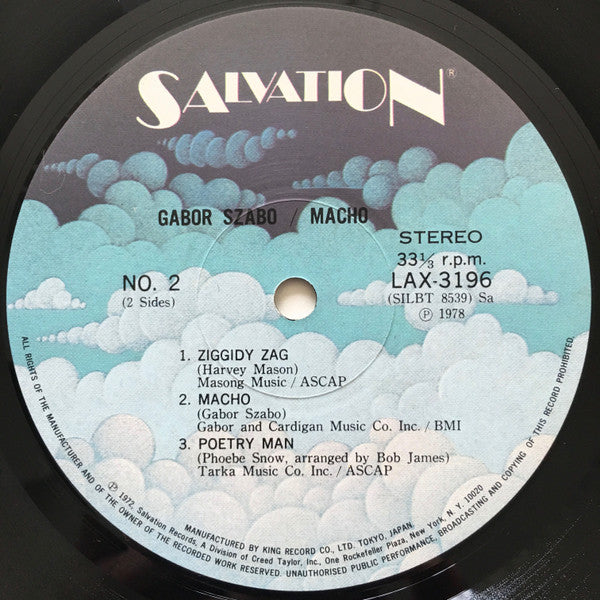 SALVATION®
GABOR SZABO / MACHO
STEREO
33⅓ r.p.m.
NO. 2
LAX-3196
(2 Sides)
(SILBT 8539) Sa
Ⓟ 1978
1. ZIGGIDY ZAG
(Harvey Mason)
Masong Music / ASCAP
2. MACHO
(Gabor Szabo)
Gabor and Cardigan Music Co. Inc. / BMI
3. POETRY MAN
(Phoebe Snow, arranged by Bob James)
Tarka Music Co. Inc. / ASCAP
Ⓟ 1972, Salvation Records, A Division of Creed Taylor, Inc., One Rockefeller Plaza, New York, N. Y. 10020
MANUFACTURED BY KING RECORD CO., LTD. TOKYO, JAPAN.
ALL RIGHTS OF THE MANUFACTURER AND OF THE OWNER OF THE RECORDED WORK RESERVED. UNAUTHORISED PUBLIC PERFORMANCE, BROADCASTING AND COPYING OF THIS RECORD PROHIBITED.